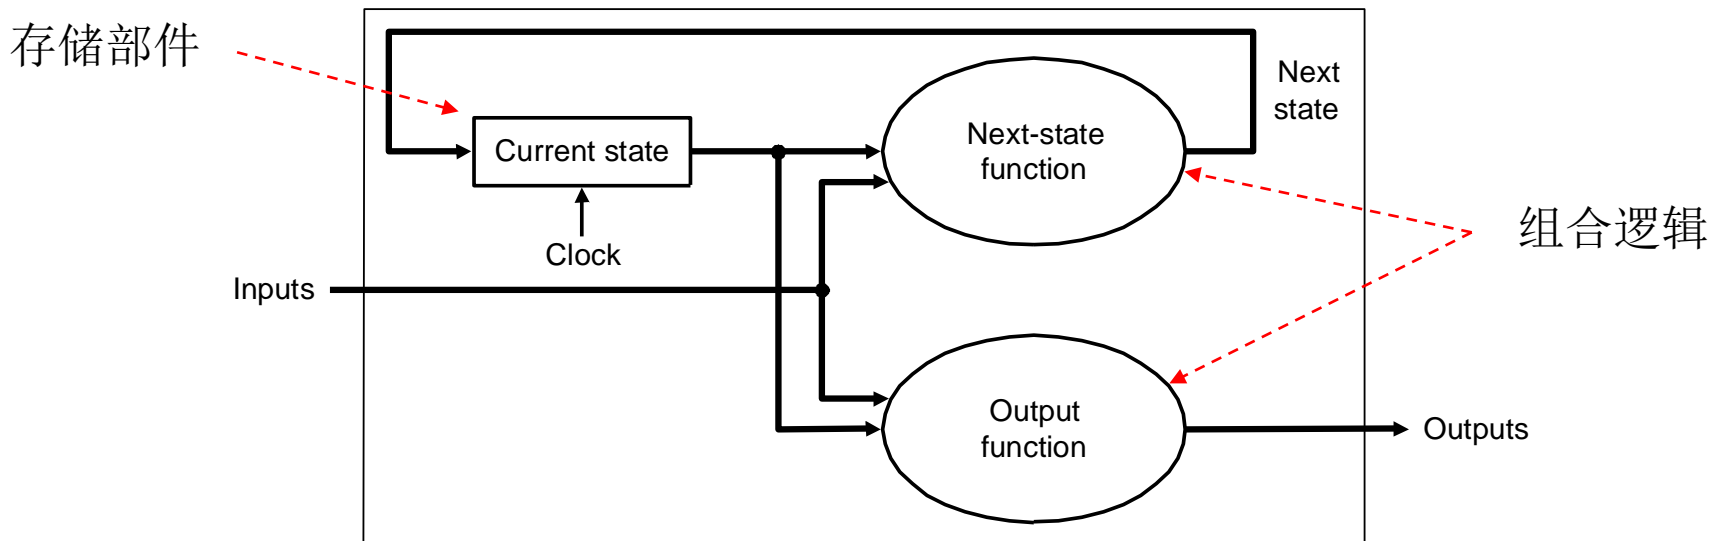 存储部件
Next
state
Current state
Next-state
function
Clock
组合逻辑
Inputs
Output
function
Outputs